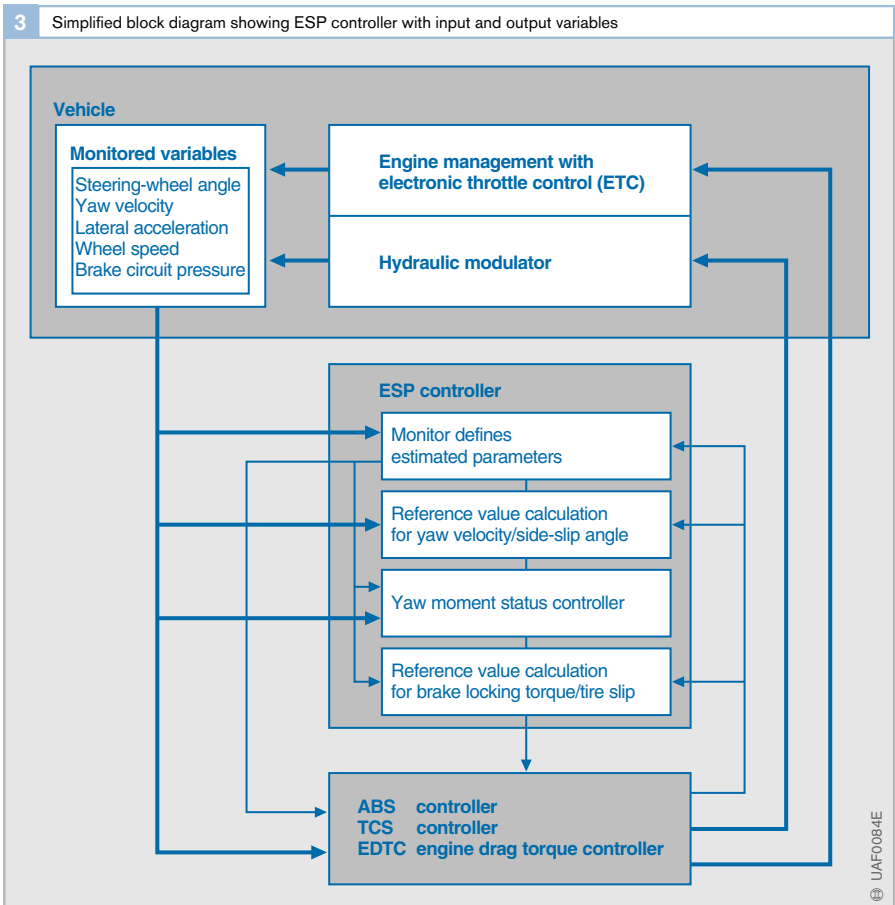 3 Simplified block diagram showing ESP controller with input and output variables
Vehicle
Monitored variables
Steering-wheel angle
Yaw velocity
Lateral acceleration
Wheel speed
Brake circuit pressure
Engine management with
electronic throttle control (ETC)
Hydraulic modulator
ESP controller
Monitor defines
estimated parameters
Reference value calculation
for yaw velocity/side-slip angle
Yaw moment status controller
Reference value calculation
for brake locking torque/tire slip
ABS controller
TCS controller
EDTC engine drag torque controller
UAF0084E